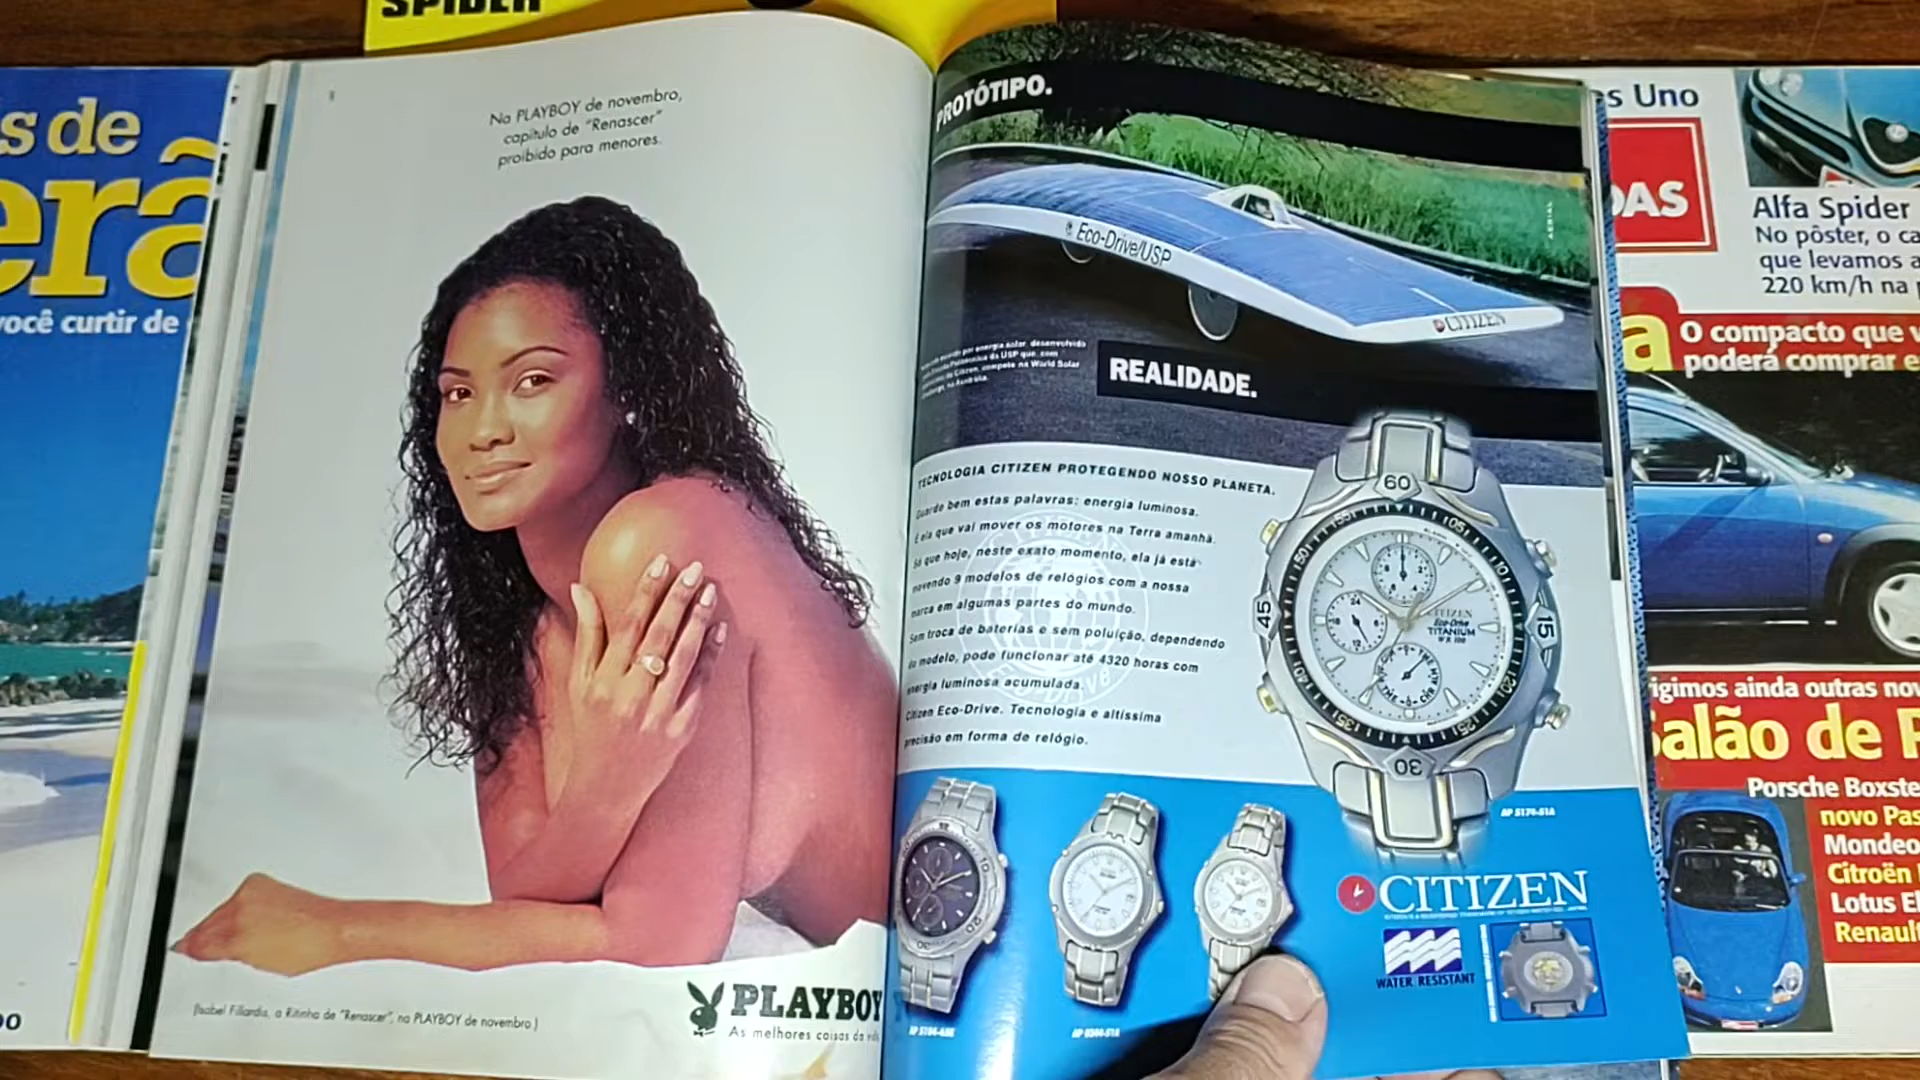 SPIDER
s de
erã
você curtir de
Na PLAYBOY de novembro,
capítulo de "Renascer"
proibido para menores.
(Isabel Fillardis, a Ritinha de "Renascer", na PLAYBOY de novembro.)
PLAYBOY
As melhores coisas da vida
PROTÓTIPO.
Eco-Drive/USP
CITIZEN
REALIDADE.
TECNOLOGIA CITIZEN PROTEGENDO NOSSO PLANETA.
Guarde bem estas palavras: energia luminosa.
É ela que vai mover os motores na Terra amanhã.
Só que hoje, neste exato momento, ela já está
movendo 9 modelos de relógios com a nossa
marca em algumas partes do mundo.
Sem troca de baterias e sem poluição, dependendo
do modelo, pode funcionar até 4320 horas com
energia luminosa acumulada.
Citizen Eco-Drive. Tecnologia e altíssima
precisão em forma de relógio.
60
15
30
45
CITIZEN
Eco-Drive
TITANIUM
WR 100
CITIZEN
WATER RESISTANT
s Uno
DAS
Alfa Spider
No pôster, o ca
que levamos a
220 km/h na
a
O compacto que v
poderá comprar e
rigimos ainda outras nov
Salão de P
Porsche Boxste
novo Pas
Mondeo
Citroën
Lotus El
Renault